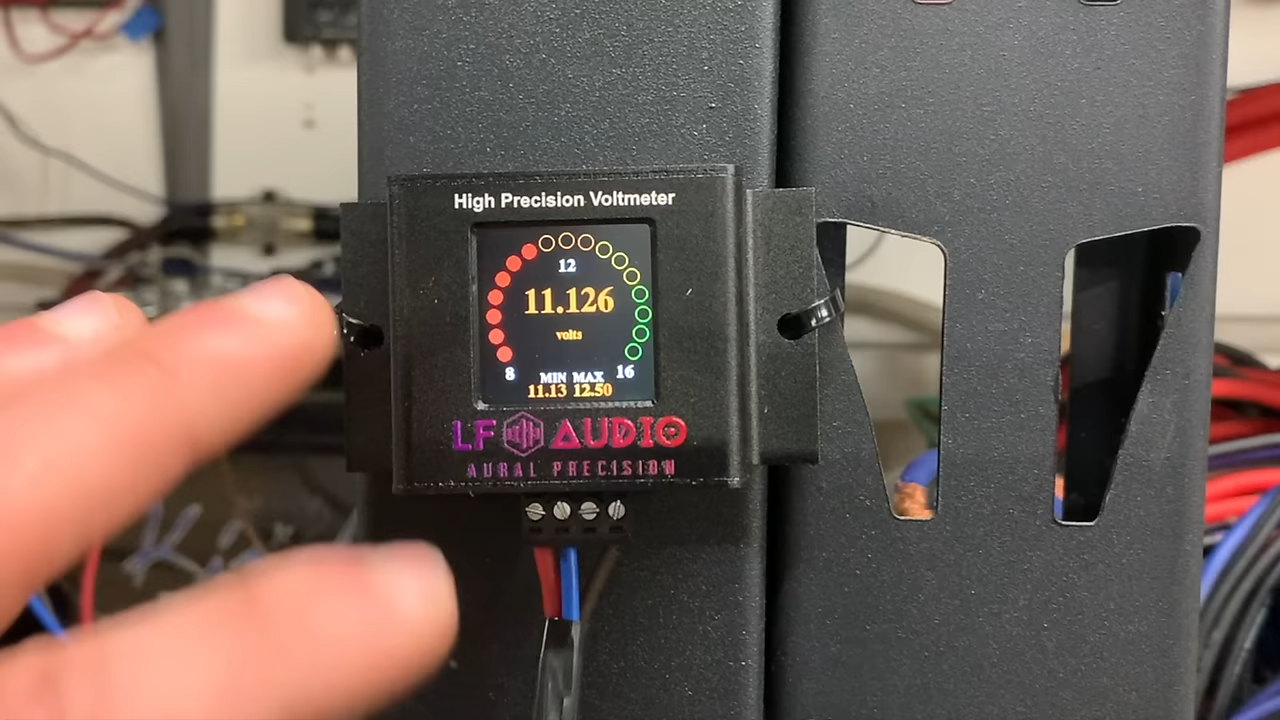 High Precision Voltmeter
12
11.126
volts
8 16
MIN MAX
11.13 12.50
LF AUDIO
AURAL PRECISION